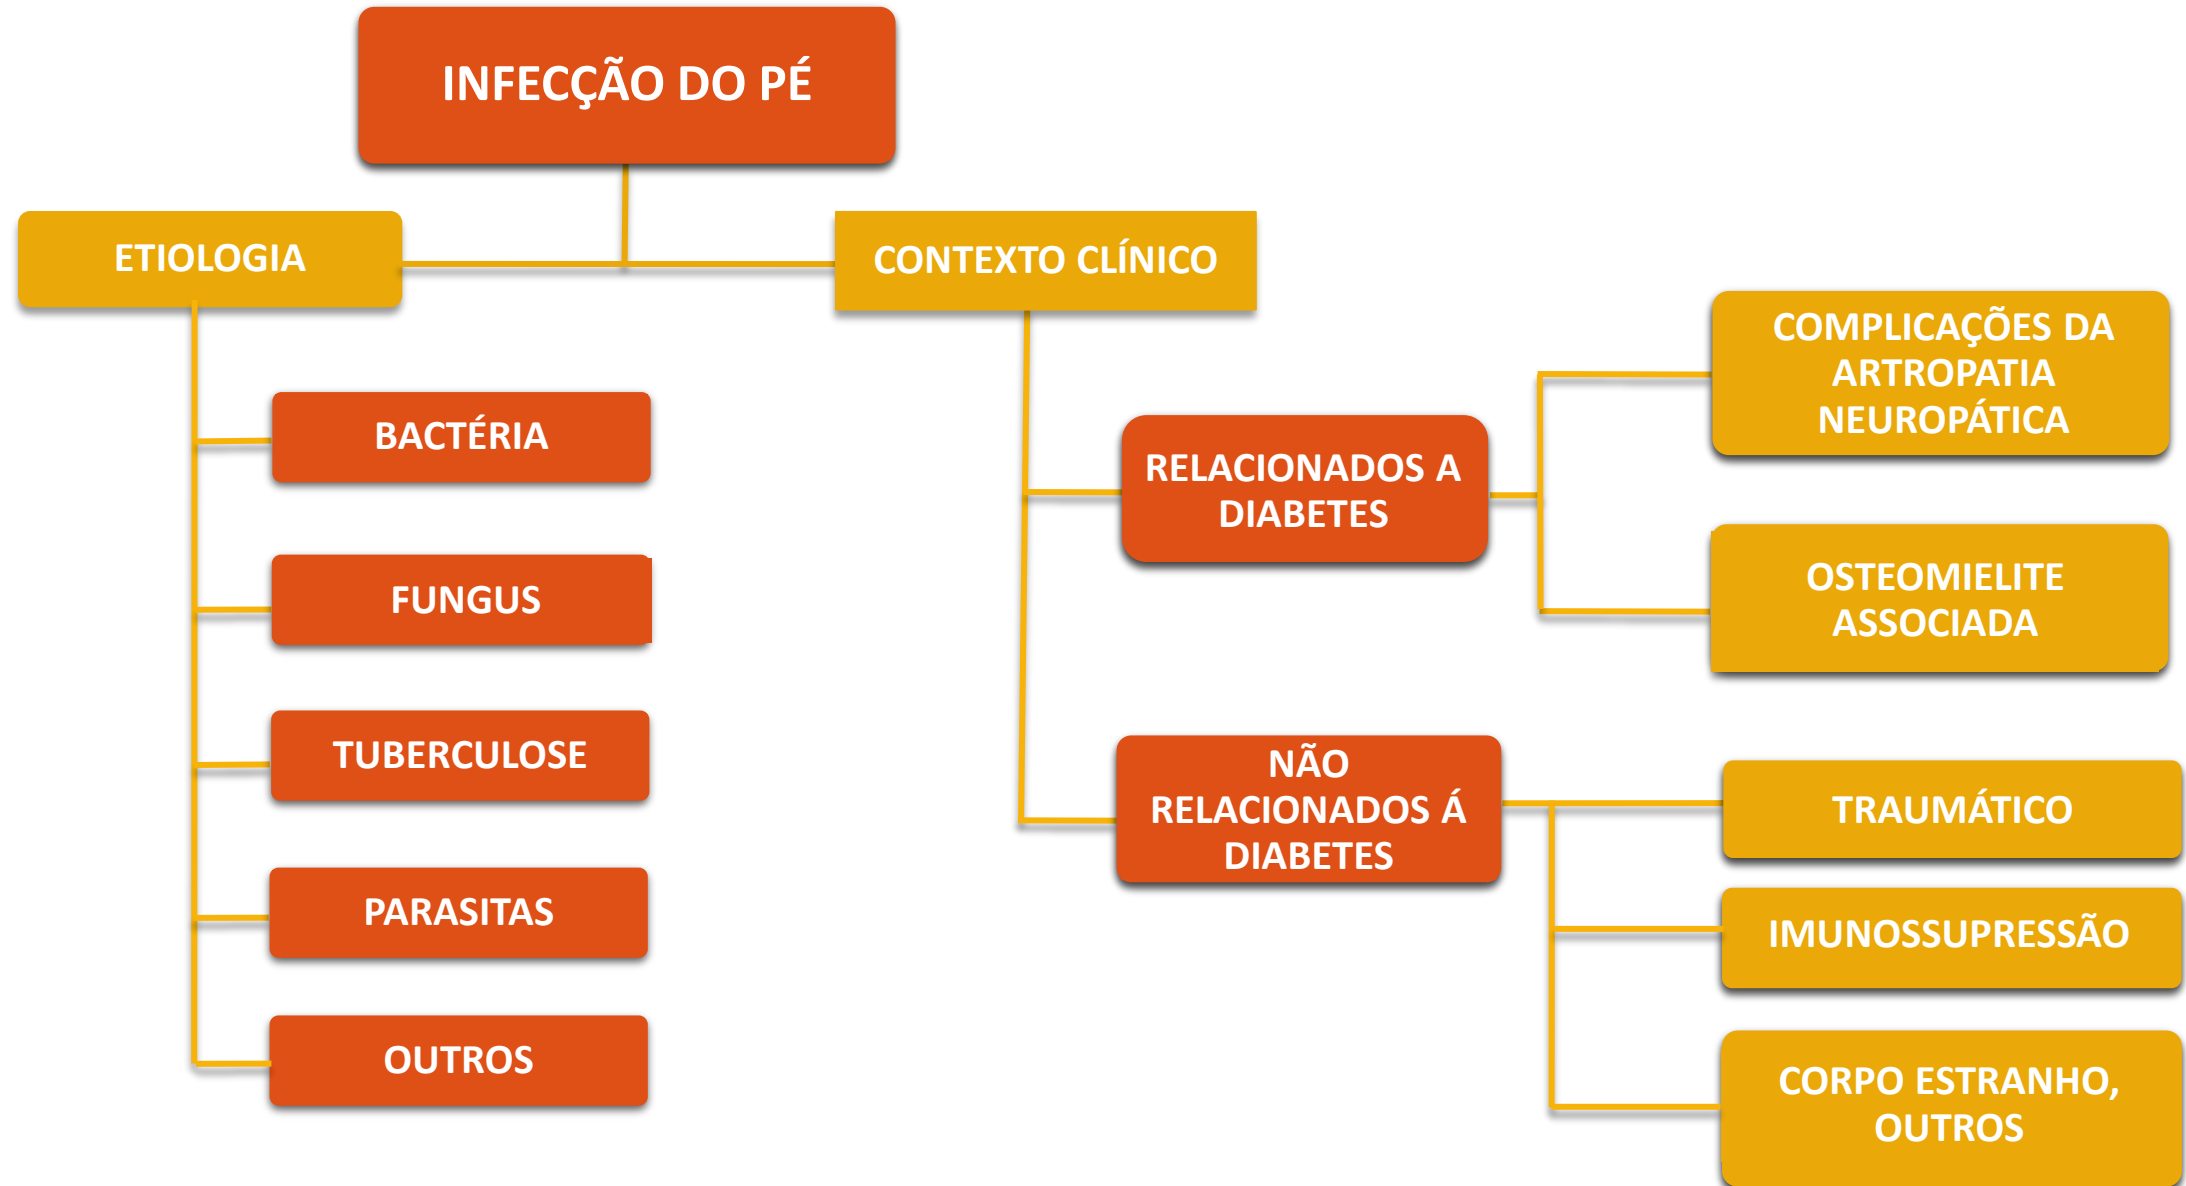 INFECÇÃO DO PÉ
ETIOLOGIA
CONTEXTO CLÍNICO
BACTÉRIA
FUNGUS
TUBERCULOSE
PARASITAS
OUTROS
RELACIONADOS A
DIABETES
COMPLICAÇÕES DA
ARTROPATIA
NEUROPÁTICA
OSTEOMIELITE
ASSOCIADA
NÃO
RELACIONADOS Á
DIABETES
TRAUMÁTICO
IMUNOSSUPRESSÃO
CORPO ESTRANHO,
OUTROS